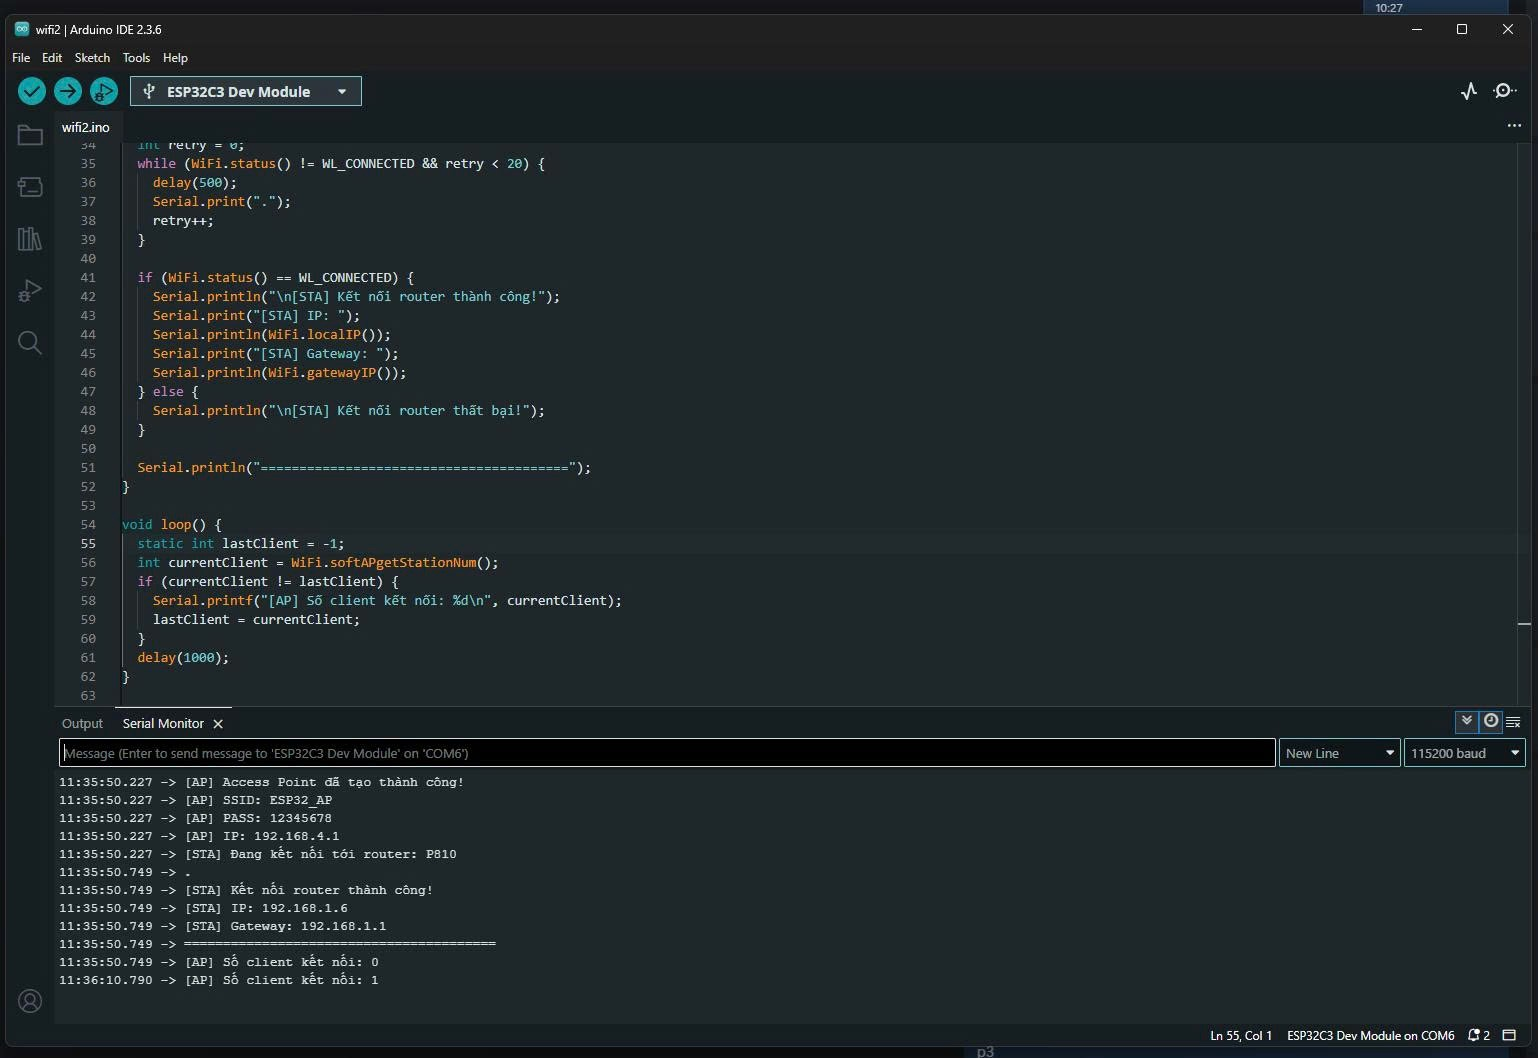 10:27
wifi2 | Arduino IDE 2.3.6
File Edit Sketch Tools Help
ESP32C3 Dev Module
wifi2.ino
34 int retry = 0;
35 while (WiFi.status() != WL_CONNECTED && retry < 20) {
36 delay(500);
37 Serial.print(".");
38 retry++;
39 }
40
41 if (WiFi.status() == WL_CONNECTED) {
42 Serial.println("\n[STA] Kết nối router thành công!");
43 Serial.print("[STA] IP: ");
44 Serial.println(WiFi.localIP());
45 Serial.print("[STA] Gateway: ");
46 Serial.println(WiFi.gatewayIP());
47 } else {
48 Serial.println("\n[STA] Kết nối router thất bại!");
49 }
50
51 Serial.println("========================================");
52 }
53
54 void loop() {
55 static int lastClient = -1;
56 int currentClient = WiFi.softAPgetStationNum();
57 if (currentClient != lastClient) {
58 Serial.printf("[AP] Số client kết nối: %d\n", currentClient);
59 lastClient = currentClient;
60 }
61 delay(1000);
62 }
63
Output Serial Monitor
Message (Enter to send message to 'ESP32C3 Dev Module' on 'COM6') New Line 115200 baud
11:35:50.227 -> [AP] Access Point đã tạo thành công!
11:35:50.227 -> [AP] SSID: ESP32_AP
11:35:50.227 -> [AP] PASS: 12345678
11:35:50.227 -> [AP] IP: 192.168.4.1
11:35:50.227 -> [STA] Đang kết nối tới router: P810
11:35:50.749 -> .
11:35:50.749 -> [STA] Kết nối router thành công!
11:35:50.749 -> [STA] IP: 192.168.1.6
11:35:50.749 -> [STA] Gateway: 192.168.1.1
11:35:50.749 -> ========================================
11:35:50.749 -> [AP] Số client kết nối: 0
11:36:10.790 -> [AP] Số client kết nối: 1
Ln 55, Col 1 ESP32C3 Dev Module on COM6 2
p3